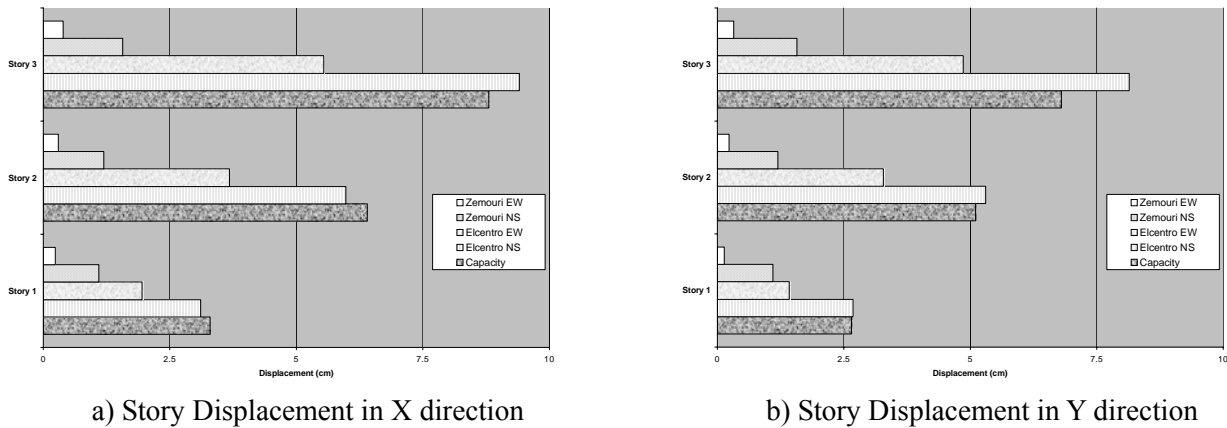 Story 3
Story 2
Story 1
Zemouri EW
Zemouri NS
Elcentro EW
Elcentro NS
Capacity
0 2.5 5 7.5 10
Displacement (cm)
a) Story Displacement in X direction
Story 3
Story 2
Story 1
Zemouri EW
Zemouri NS
Elcentro EW
Elcentro NS
Capacity
0 2.5 5 7.5 10
Displacement (cm)
b) Story Displacement in Y direction